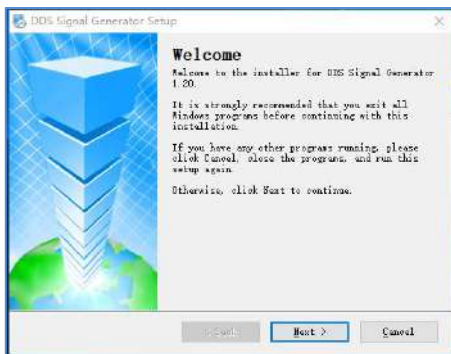 DDS Signal Generator Setup
Welcome
Welcome to the installer for DDS Signal Generator
1.20.
It is strongly recommended that you exit all
Windows programs before continuing with this
installation.
If you have any other programs running, please
click Cancel, close the programs, and run this
setup again.
Otherwise, click Next to continue.
< Back
Next >
Cancel